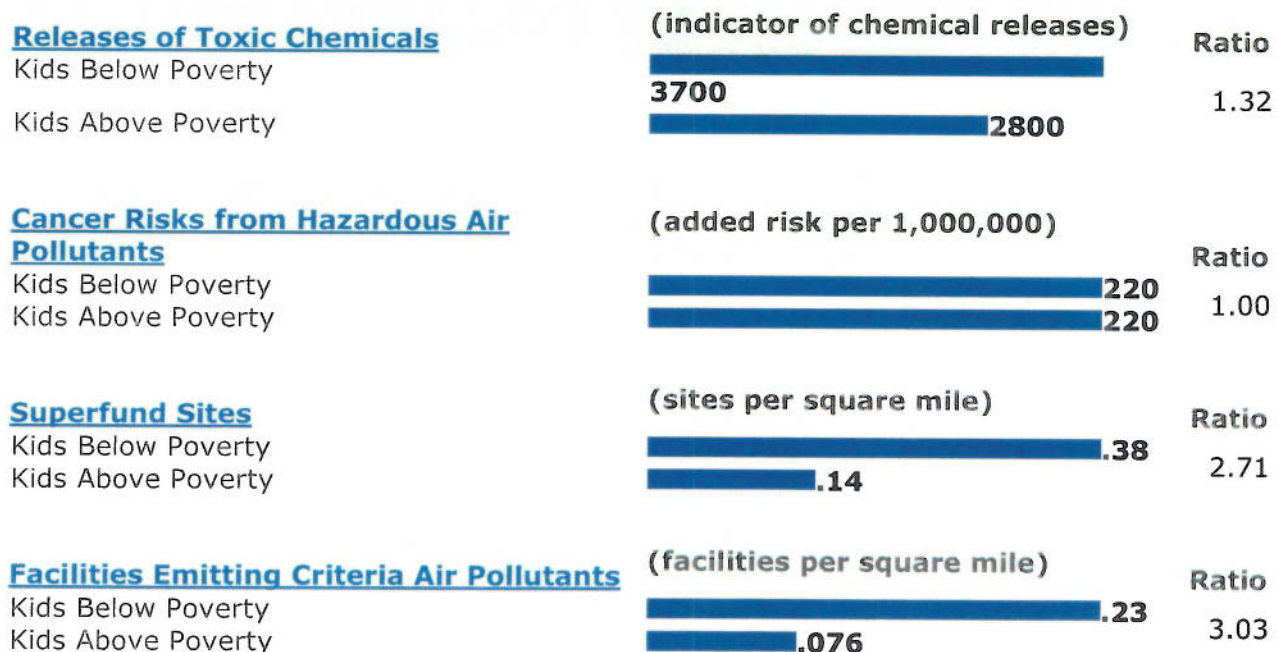 Releases of Toxic Chemicals
(indicator of chemical releases)
Ratio
Kids Below Poverty
3700
1.32
Kids Above Poverty
2800
Cancer Risks from Hazardous Air
Pollutants
(added risk per 1,000,000)
Ratio
Kids Below Poverty
220
1.00
Kids Above Poverty
220
Superfund Sites
(sites per square mile)
Ratio
Kids Below Poverty
.38
2.71
Kids Above Poverty
.14
Facilities Emitting Criteria Air Pollutants
(facilities per square mile)
Ratio
Kids Below Poverty
.23
3.03
Kids Above Poverty
.076